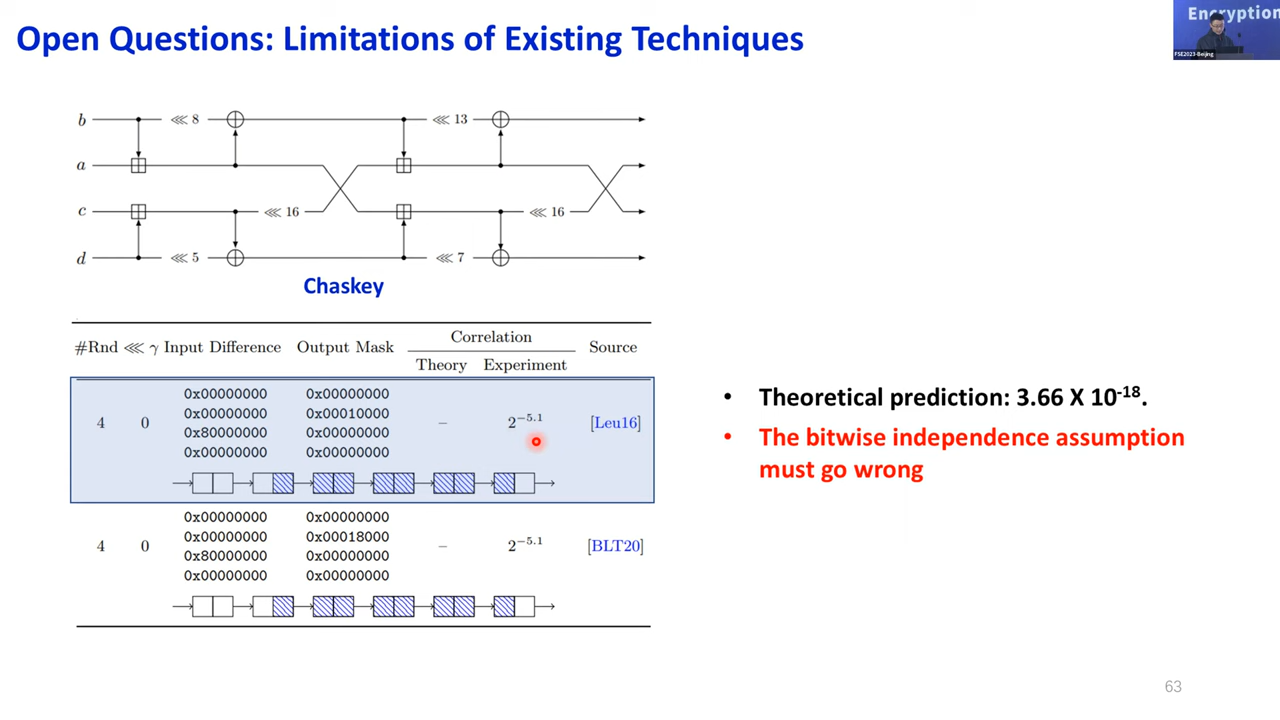 Open Questions: Limitations of Existing Techniques
Encryption
FSE2023-Beijing
b ⋘ 8 ⋘ 13
a
c ⋘ 16 ⋘ 16
d ⋘ 5 ⋘ 7
Chaskey
Correlation
#Rnd ⋘ γ Input Difference Output Mask Source
Theory Experiment
0x00000000 0x00000000
0x00000000 0x00010000
4 0 – 2^{-5.1} [Leu16]
0x80000000 0x00000000
0x00000000 0x00000000
0x00000000 0x00000000
0x00000000 0x00018000
4 0 – 2^{-5.1} [BLT20]
0x80000000 0x00000000
0x00000000 0x00000000
• Theoretical prediction: 3.66 X 10^{-18}.
• The bitwise independence assumption
must go wrong
63